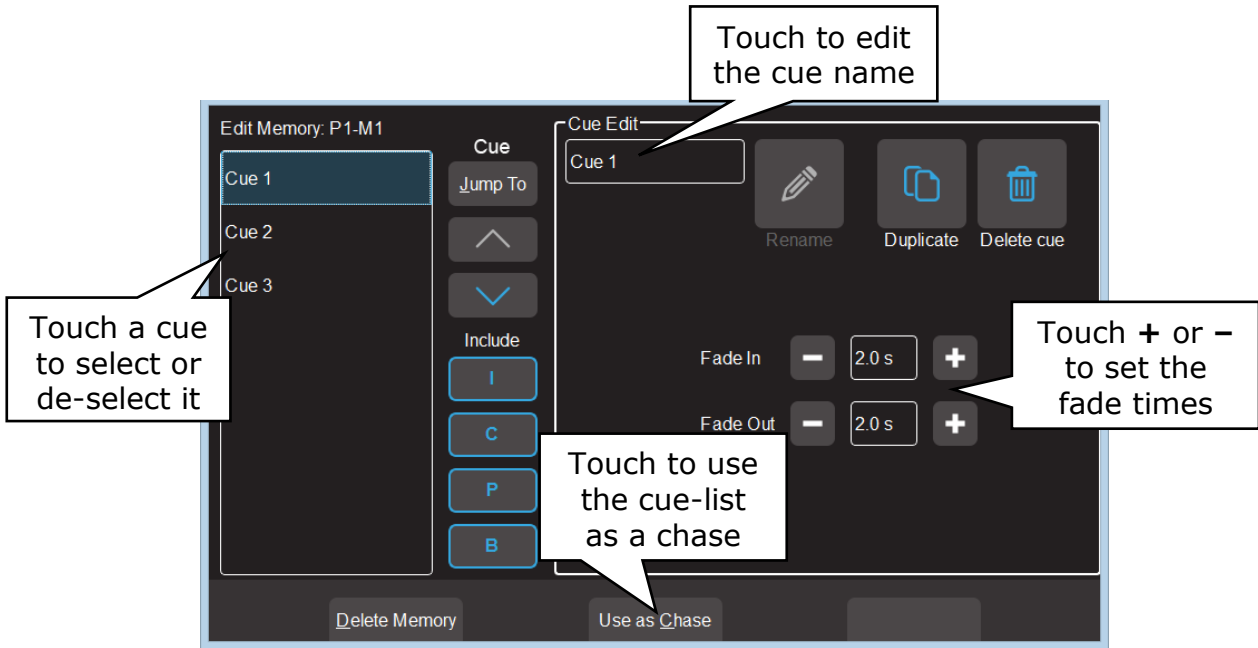 Touch to edit
the cue name
Edit Memory: P1-M1
Cue
Cue Edit
Cue 1
Jump To
Cue 1
Rename
Duplicate
Delete cue
Cue 2
Cue 3
Touch a cue
to select or
de-select it
Include
I
C
P
B
Fade In
2.0 s
Fade Out
2.0 s
Touch + or –
to set the
fade times
Touch to use
the cue-list
as a chase
Delete Memory
Use as Chase